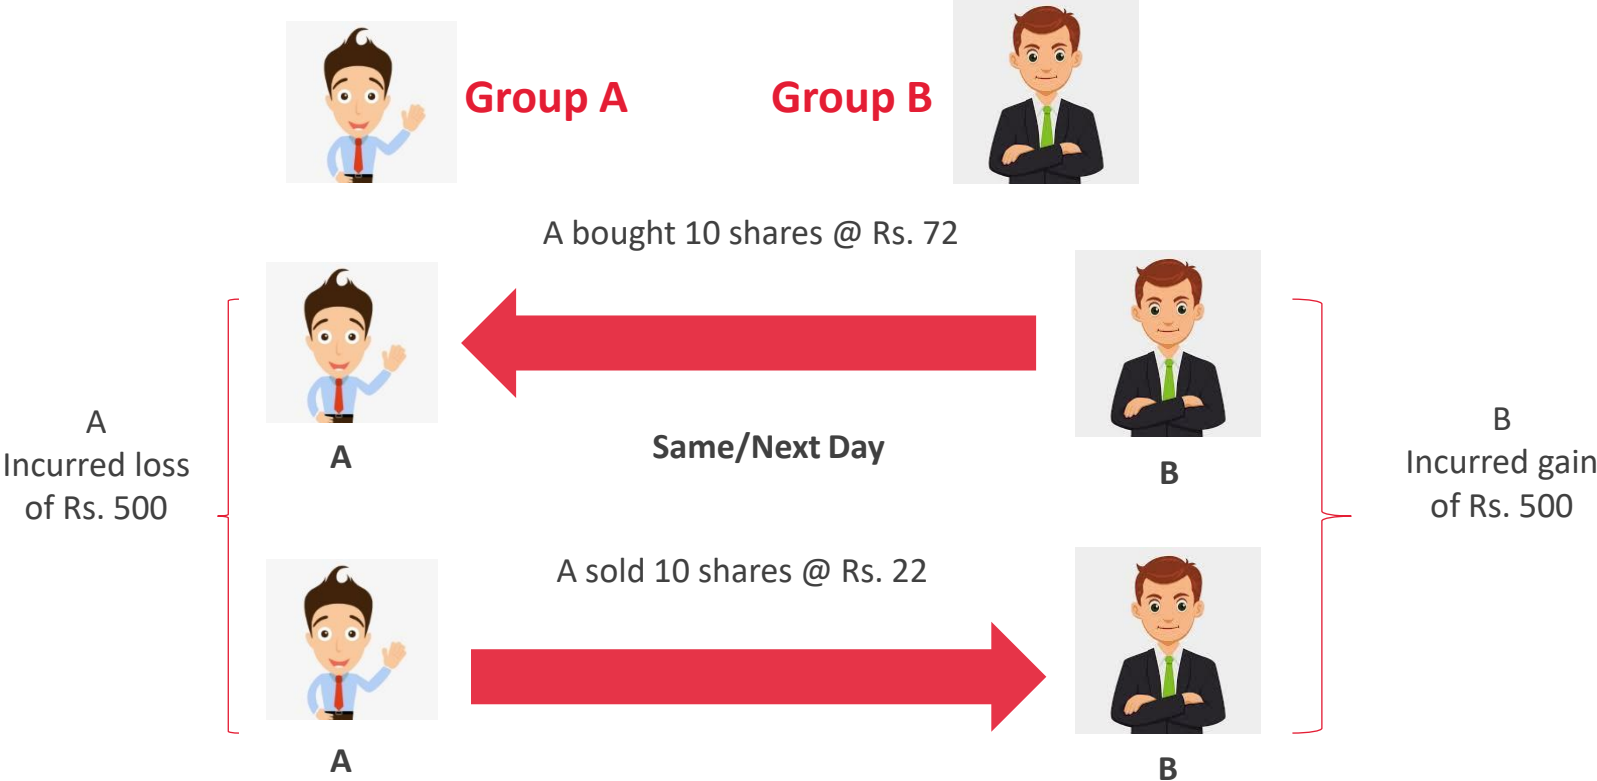 Group A
Group B
A bought 10 shares @ Rs. 72
A
Incurred loss
of Rs. 500
A
Same/Next Day
B
B
Incurred gain
of Rs. 500
A sold 10 shares @ Rs. 22
A
B